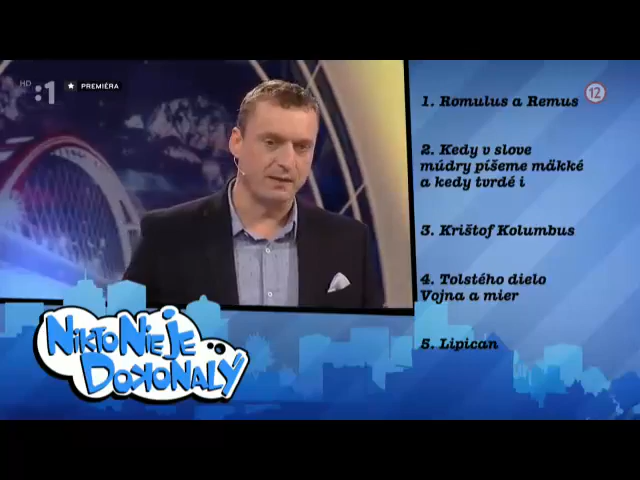 HD
:1
PREMIÉRA
12
1. Romulus a Remus
2. Kedy v slove
múdry píšeme mäkké
a kedy tvrdé i
3. Krištof Kolumbus
4. Tolstého dielo
Vojna a mier
5. Lipican
NIKTO NIE JE
DOKONALÝ